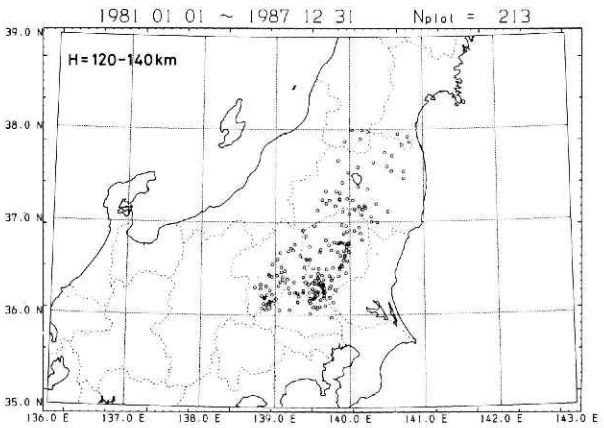 1981 01 01 ~ 1987 12 31 Nplot = 213
39.0 N
H=120-140km
38.0 N
37.0 N
36.0 N
35.0 N
136.0 E 137.0 E 138.0 E 139.0 E 140.0 E 141.0 E 142.0 E 143.0 E